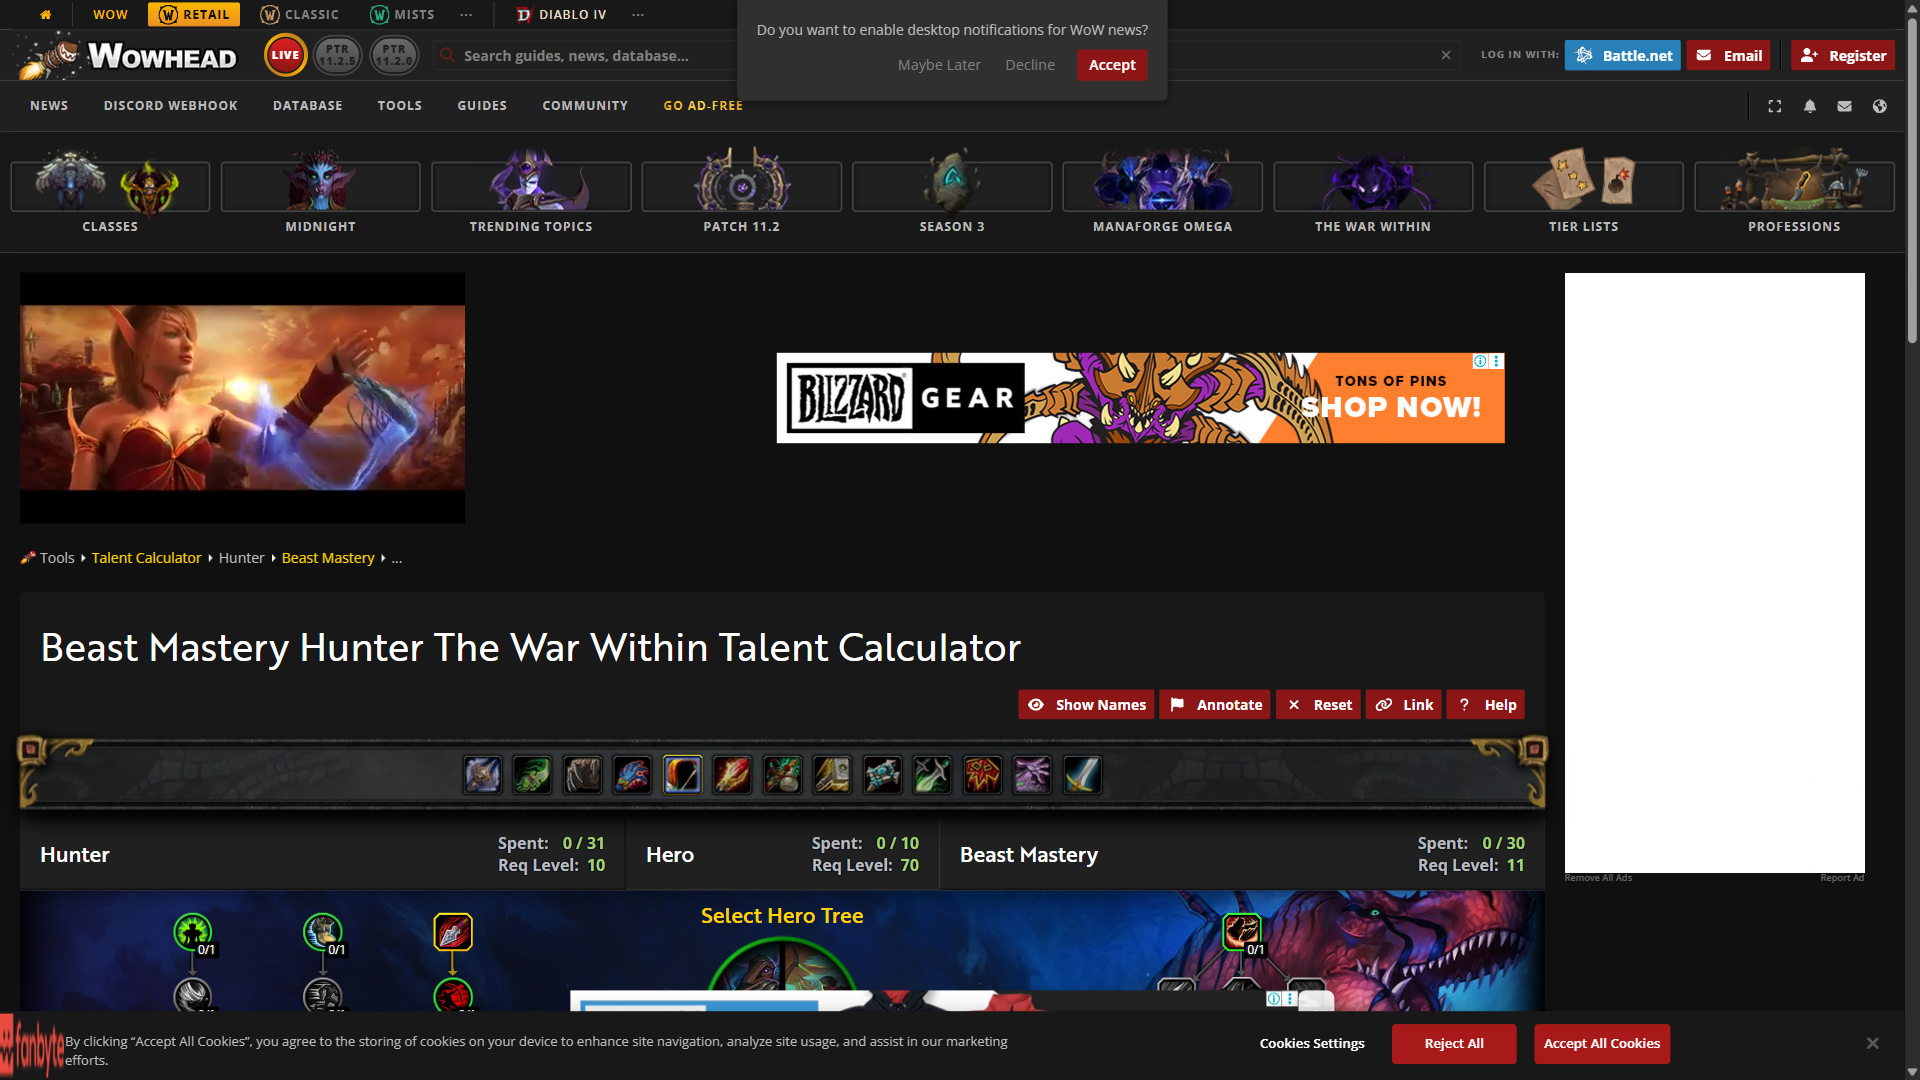 WOW
RETAIL
CLASSIC
MISTS
DIABLO IV
Do you want to enable desktop notifications for WoW news?
Maybe Later
Decline
Accept
WOWHEAD
LIVE
PTR
11.2.5
PTR
11.2.0
Search guides, news, database...
LOG IN WITH:
Battle.net
Email
Register
NEWS
DISCORD WEBHOOK
DATABASE
TOOLS
GUIDES
COMMUNITY
GO AD-FREE
CLASSES
MIDNIGHT
TRENDING TOPICS
PATCH 11.2
SEASON 3
MANAFORGE OMEGA
THE WAR WITHIN
TIER LISTS
PROFESSIONS
BLIZZARD GEAR
TONS OF PINS
SHOP NOW!
Tools
Talent Calculator
Hunter
Beast Mastery
...
Beast Mastery Hunter The War Within Talent Calculator
Show Names
Annotate
Reset
Link
Help
Hunter
Spent: 0 / 31
Req Level: 10
Hero
Spent: 0 / 10
Req Level: 70
Beast Mastery
Spent: 0 / 30
Req Level: 11
Remove All Ads
Report Ad
Select Hero Tree
0/1
0/1
0/1
fanbyte
By clicking “Accept All Cookies”, you agree to the storing of cookies on your device to enhance site navigation, analyze site usage, and assist in our marketing
efforts.
Cookies Settings
Reject All
Accept All Cookies